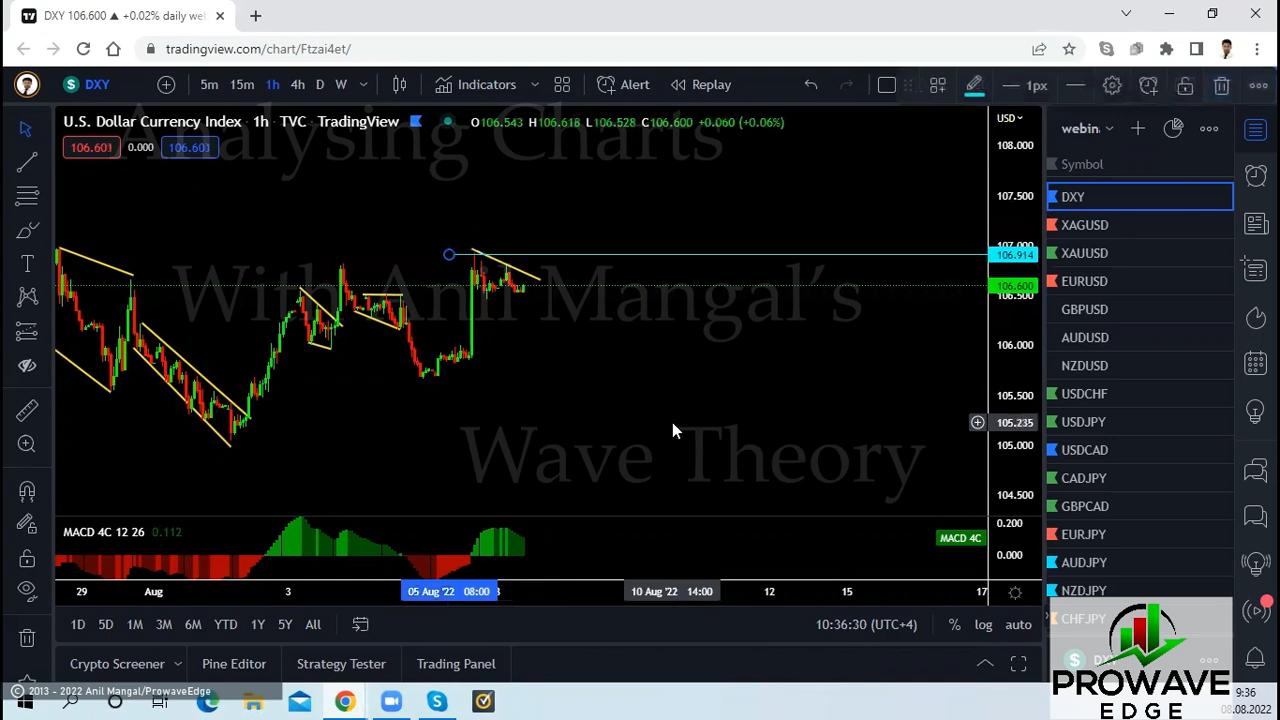 DXY 106.600 ▲ +0.02% daily we
tradingview.com/chart/Ftzai4et/
DXY 5m 15m 1h 4h D W Indicators Alert Replay 1px
Analysing Charts
U.S. Dollar Currency Index · 1h · TVC · TradingView O106.543 H106.618 L106.528 C106.600 +0.060 (+0.06%)
106.601 0.000 106.601
With Anil Mangal's
Wave Theory
USD
108.000
107.500
107.000
106.914
106.600
106.500
106.000
105.500
105.235
105.000
104.500
MACD 4C 12 26 0.112
0.200
MACD 4C
0.000
29 Aug 3 05 Aug '22 08:00 8 10 Aug '22 14:00 12 15 17
1D 5D 1M 3M 6M YTD 1Y 5Y All 10:36:30 (UTC+4) % log auto
Crypto Screener Pine Editor Strategy Tester Trading Panel
webina
Symbol
DXY
XAGUSD
XAUUSD
EURUSD
GBPUSD
AUDUSD
NZDUSD
USDCHF
USDJPY
USDCAD
CADJPY
GBPCAD
EURJPY
AUDJPY
NZDJPY
CHFJPY
DXY
PROWAVE
EDGE
© 2013 - 2022 Anil Mangal/ProwaveEdge
9:36
08.08.2022